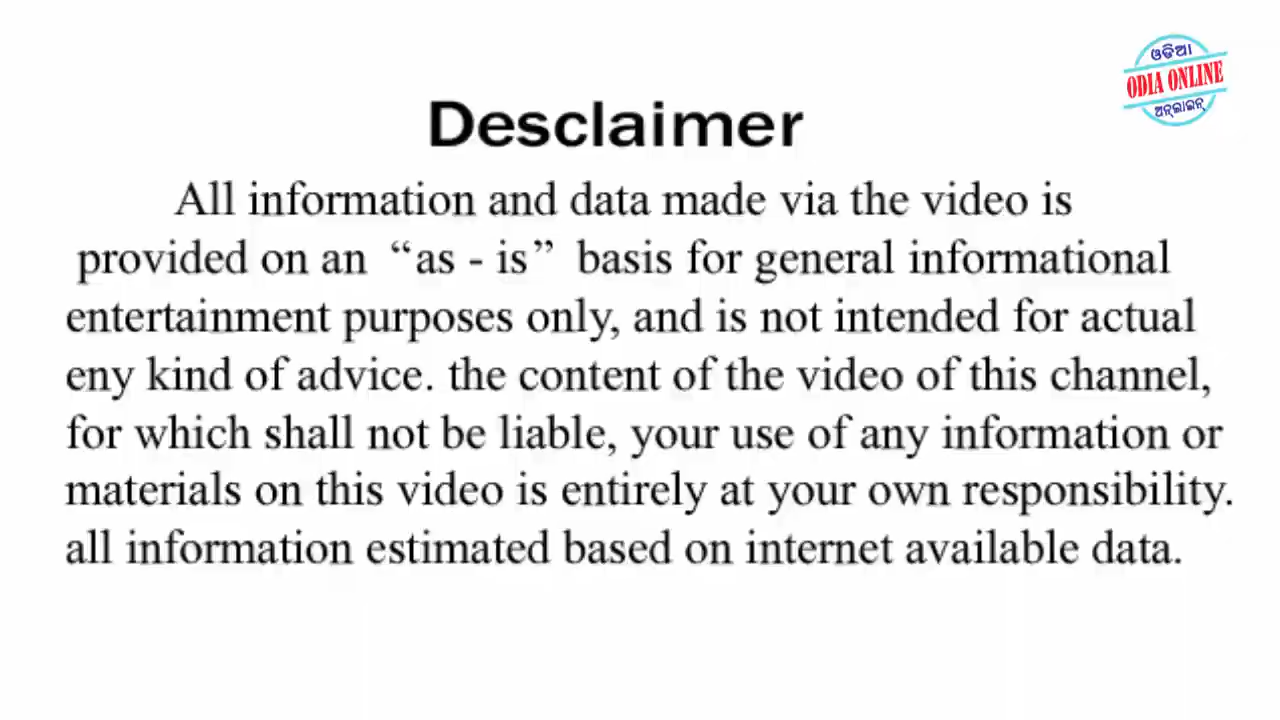 ଓଡିଆ
ODIA ONLINE
ଅନ୍‌ଲାଇନ୍
Desclaimer
All information and data made via the video is
provided on an “as - is” basis for general informational
entertainment purposes only, and is not intended for actual
eny kind of advice. the content of the video of this channel,
for which shall not be liable, your use of any information or
materials on this video is entirely at your own responsibility.
all information estimated based on internet available data.